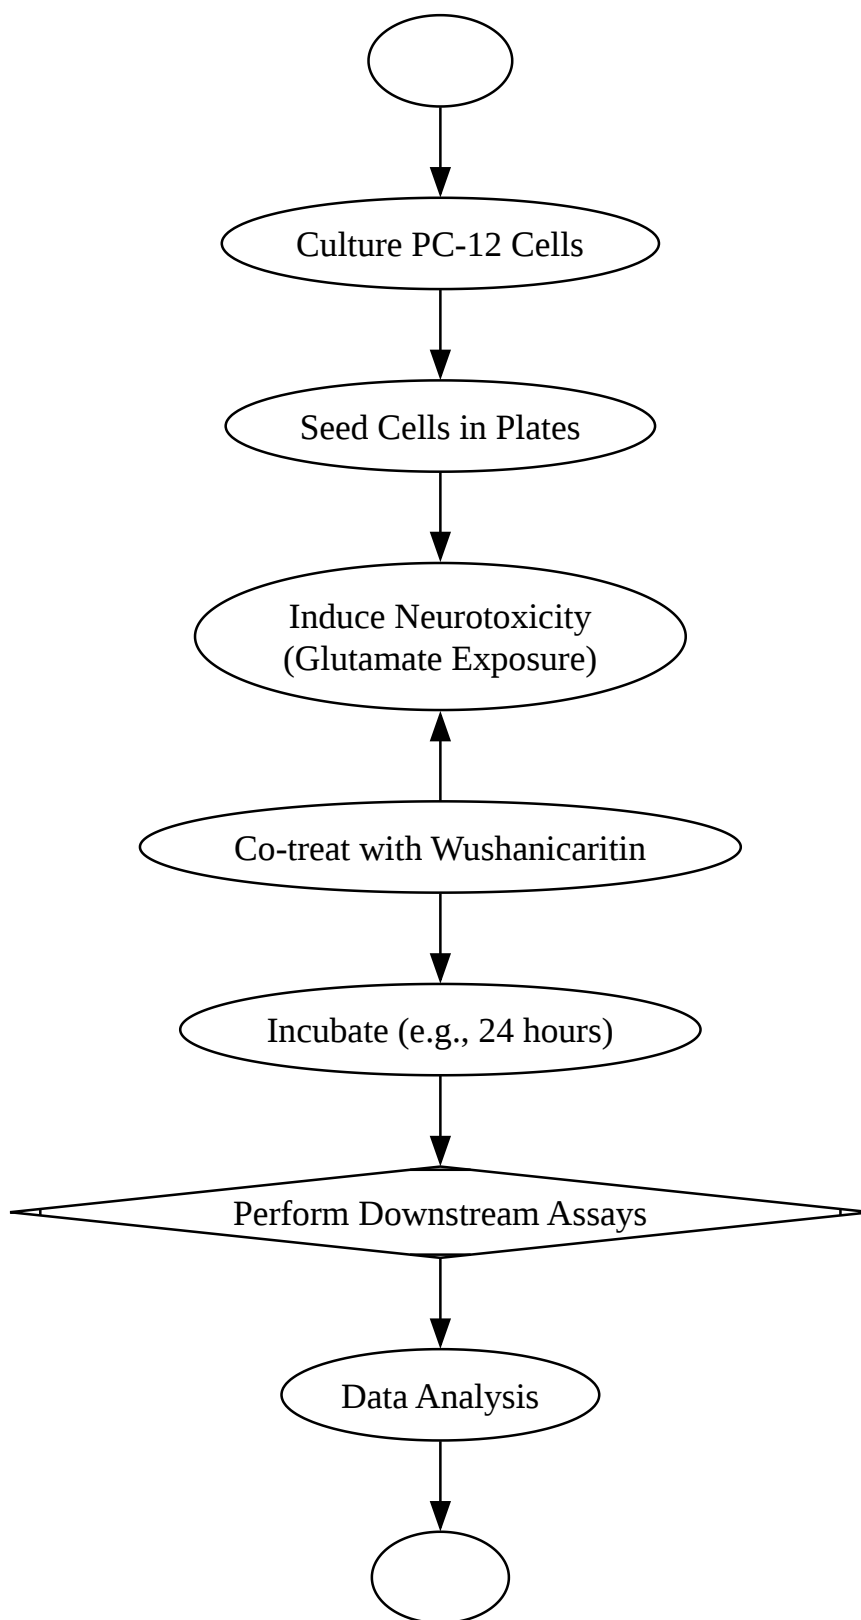 Culture PC-12 Cells
Seed Cells in Plates
Induce Neurotoxicity
(Glutamate Exposure)
Co-treat with Wushanicaritin
Incubate (e.g., 24 hours)
Perform Downstream Assays
Data Analysis